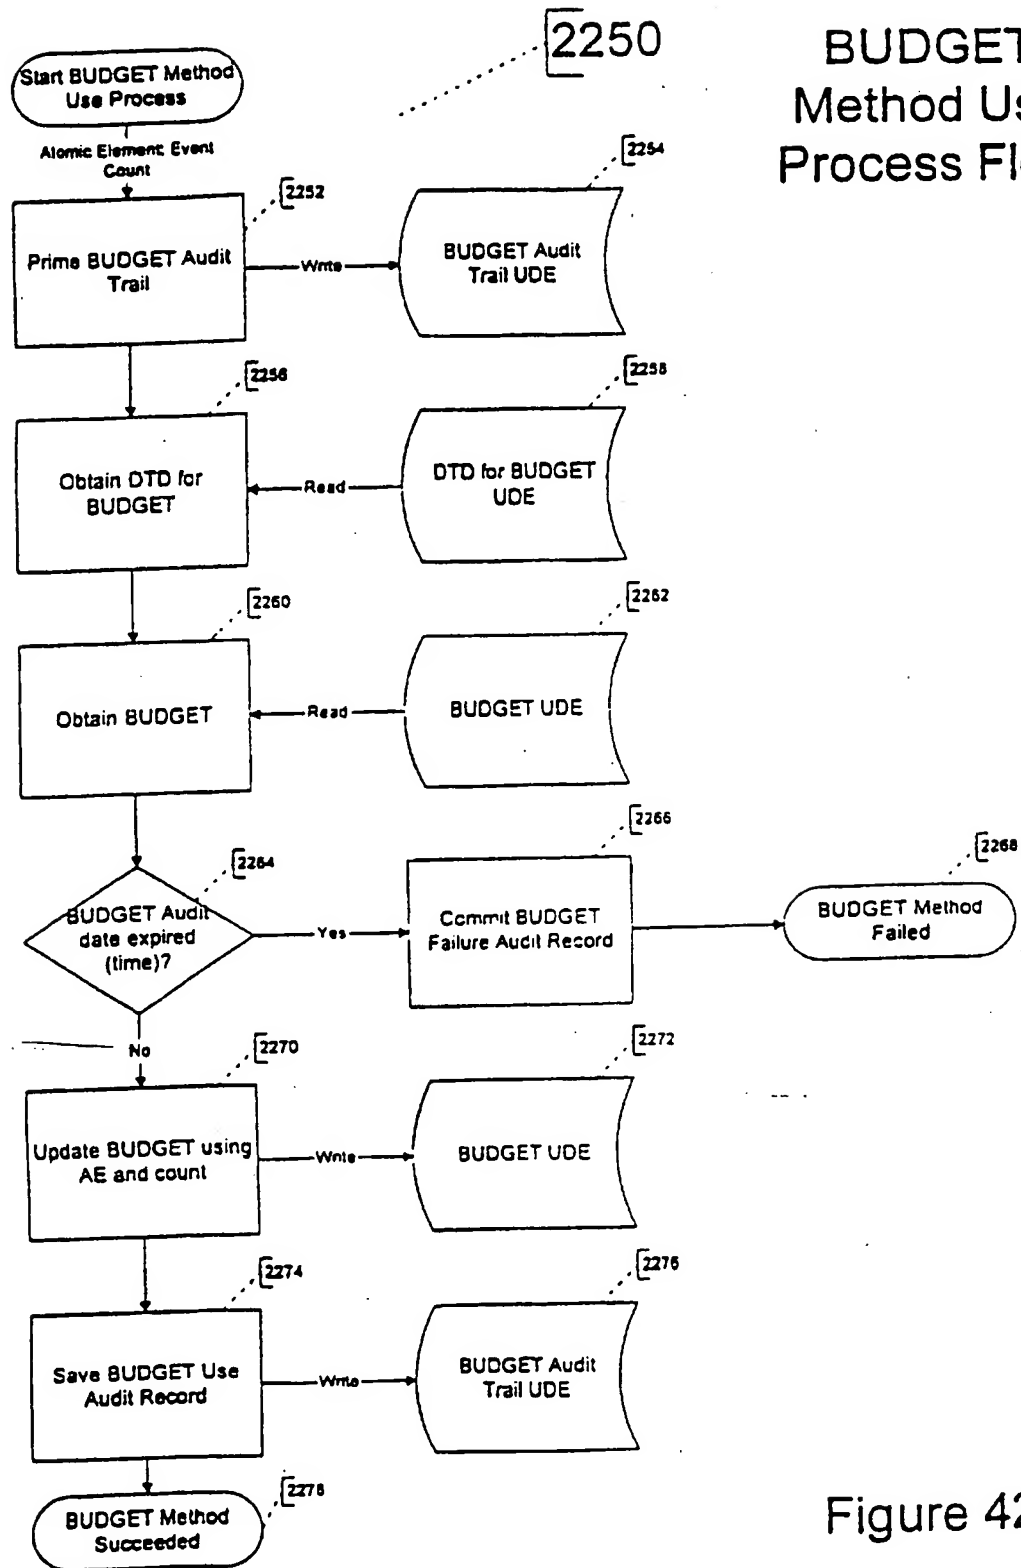 2250
BUDGET
Method Us
Process Fl
Start BUDGET Method
Use Process
Atomic Element, Event
Count
2252
2254
Prime BUDGET Audit
Trail
Write
BUDGET Audit
Trail UDE
2256
2258
Obtain DTD for
BUDGET
Read
DTD for BUDGET
UDE
2260
2262
Obtain BUDGET
Read
BUDGET UDE
2264
2266
2268
BUDGET Audit
date expired
(time)?
Yes
Commit BUDGET
Failure Audit Record
BUDGET Method
Failed
No
2270
2272
Update BUDGET using
AE and count
Write
BUDGET UDE
2274
2276
Save BUDGET Use
Audit Record
Write
BUDGET Audit
Trail UDE
2278
BUDGET Method
Succeeded
Figure 42